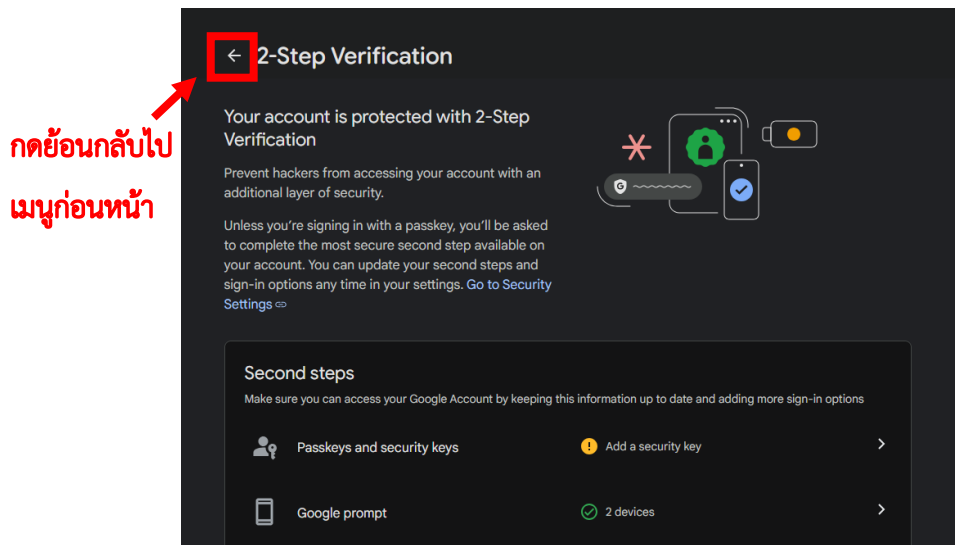 2-Step Verification
Your account is protected with 2-Step
Verification
กดย้อนกลับไป
เมนูก่อนหน้า
Prevent hackers from accessing your account with an
additional layer of security.
Unless you're signing in with a passkey, you'll be asked
to complete the most secure second step available on
your account. You can update your second steps and
sign-in options any time in your settings. Go to Security
Settings
G
Second steps
Make sure you can access your Google Account by keeping this information up to date and adding more sign-in options
Passkeys and security keys
Add a security key
Google prompt
2 devices